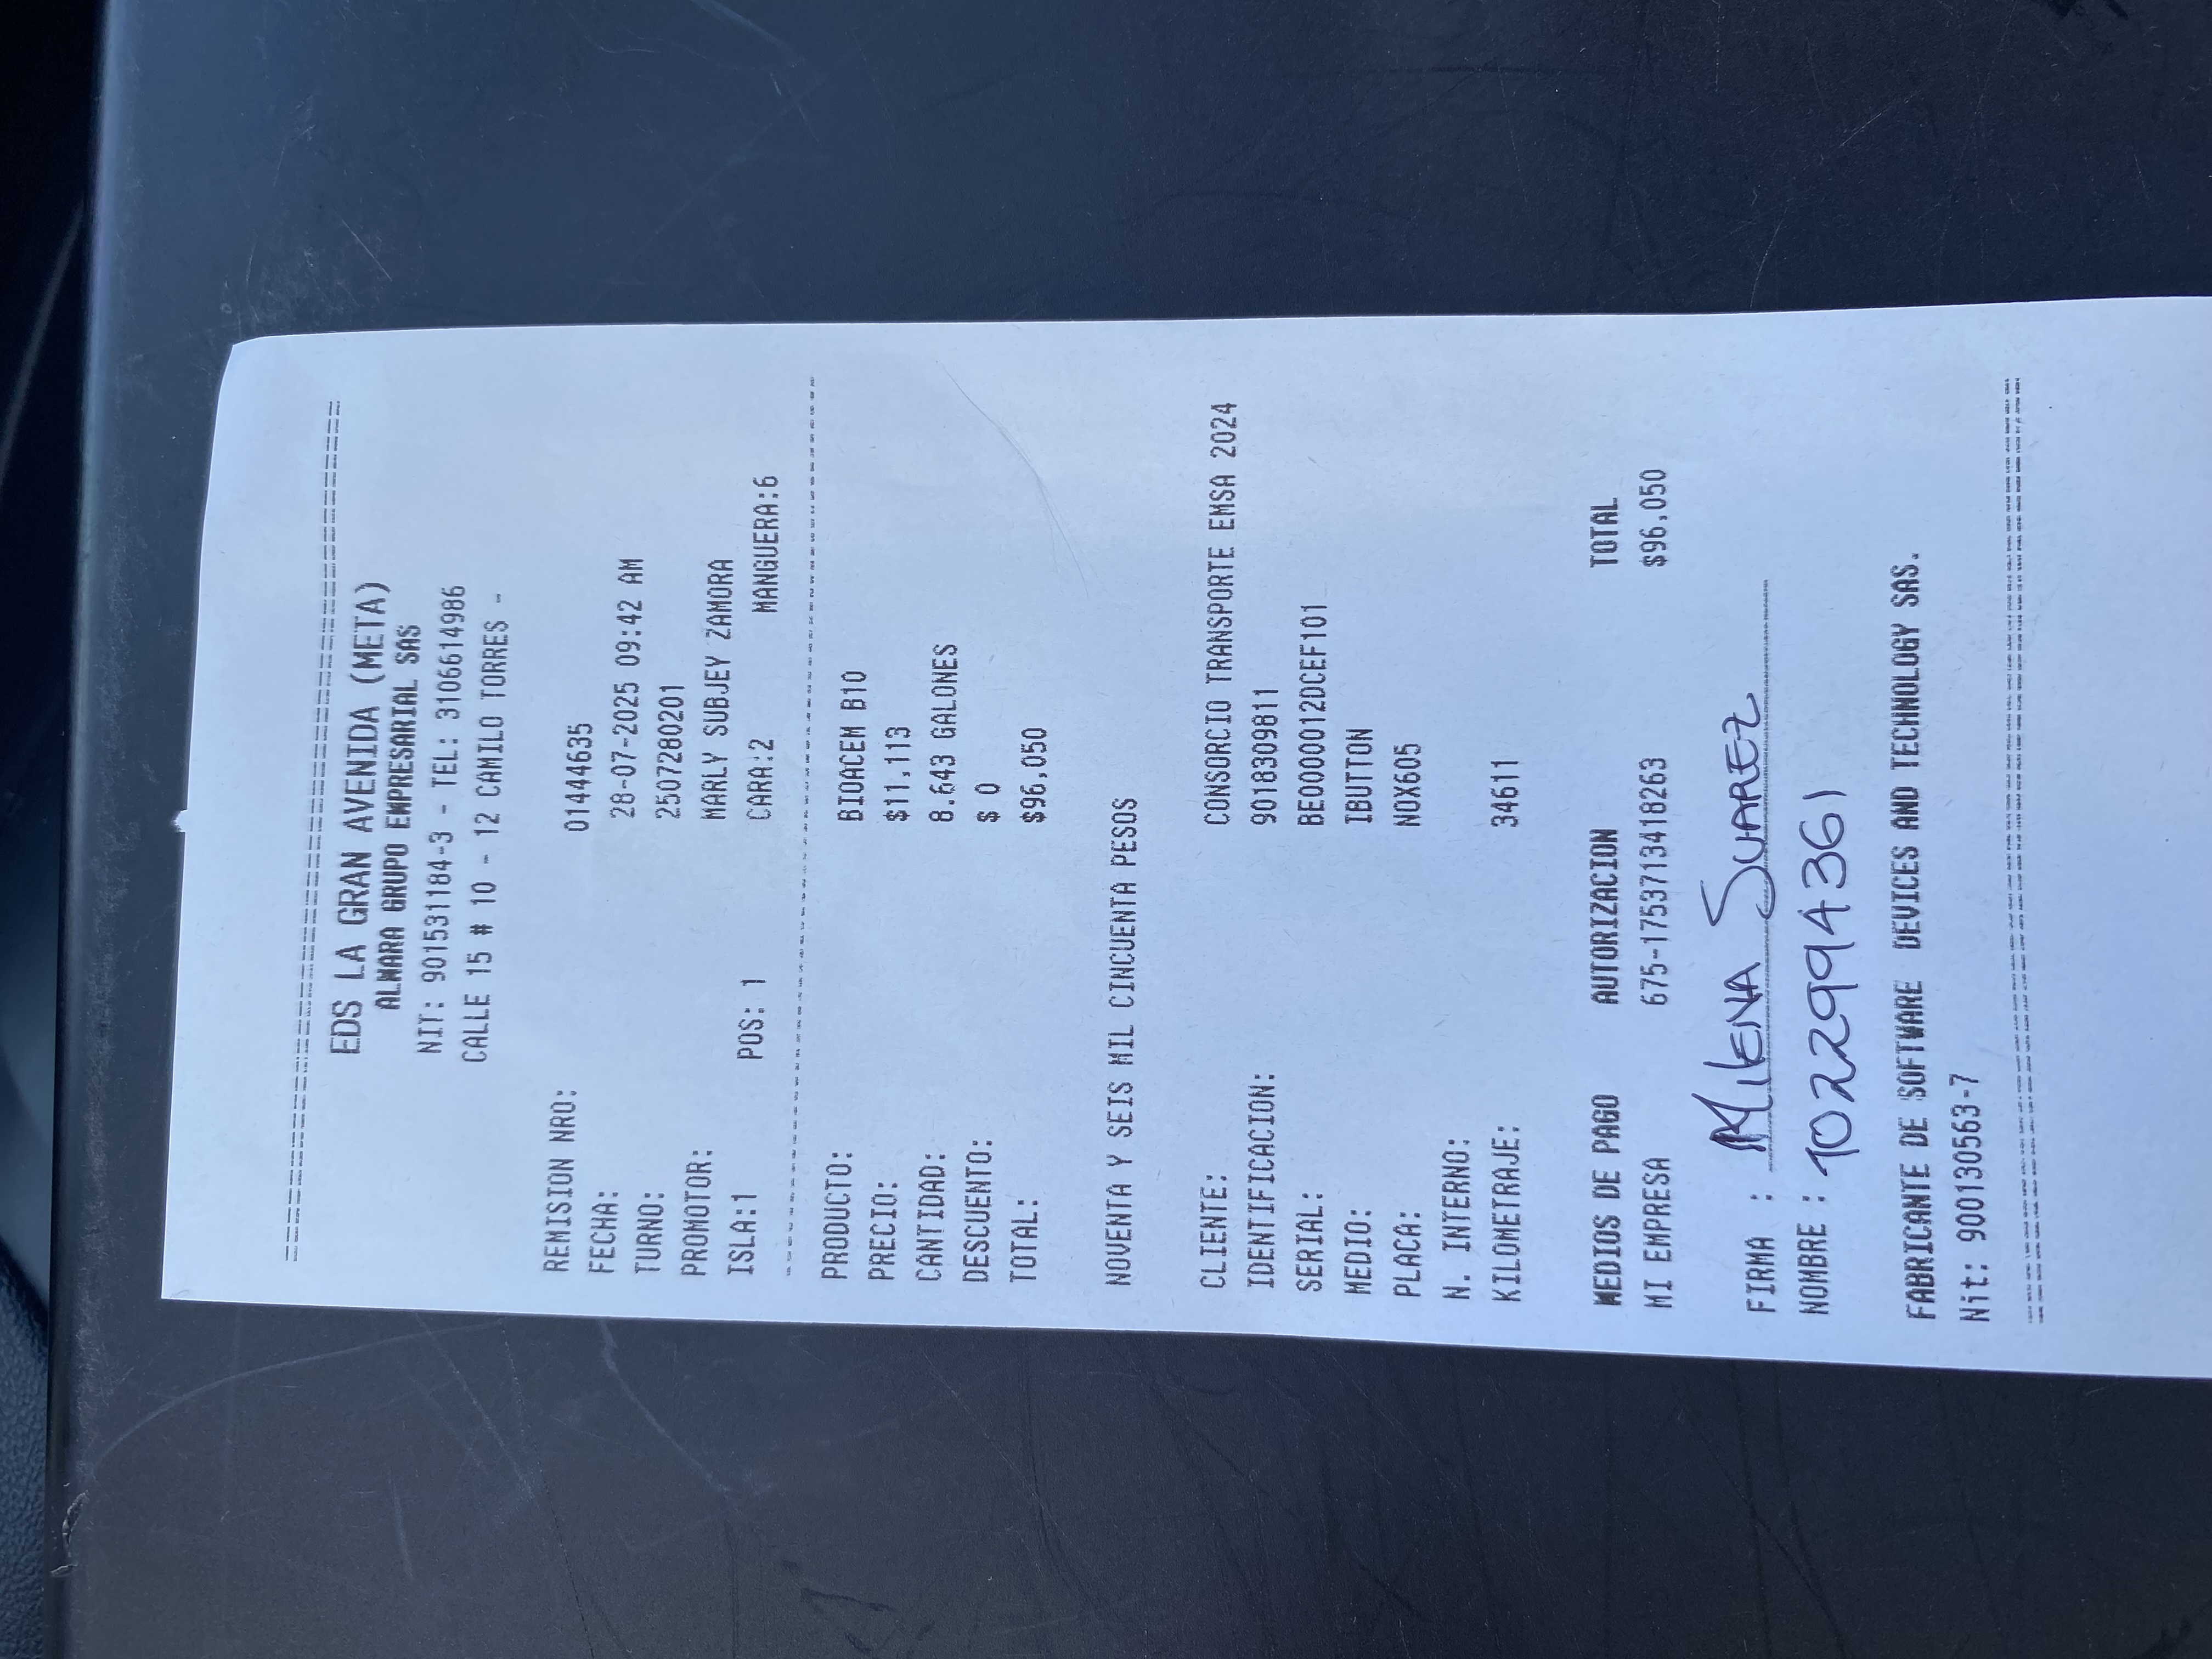 EDS LA GRAN AVENIDA (META)
ALMARA GRUPO EMPRESARIAL SAS
NIT: 901531184-3 - TEL: 3106614986
CALLE 15 # 10 - 12 CAMILO TORRES -
REMISION NRO: 01444635
FECHA: 28-07-2025 09:42 AM
TURNO: 2507280201
PROMOTOR: MARLY SUBJEY ZAMORA
ISLA:1 POS: 1 CARA:2 MANGUERA:6
PRODUCTO: BIOACEM B10
PRECIO: $11,113
CANTIDAD: 8.643 GALONES
DESCUENTO: $ 0
TOTAL: $96,050
NOVENTA Y SEIS MIL CINCUENTA PESOS
CLIENTE: CONSORCIO TRANSPORTE EMSA 2024
IDENTIFICACION: 90183098​11
SERIAL: BE000012DCEF101
MEDIO: IBUTTON
PLACA: NOX605
N. INTERNO:
KILOMETRAJE: 34611
MEDIOS DE PAGO AUTORIZACION TOTAL
MI EMPRESA 675-1753713418263 $96,050
FIRMA : MILENA SUAREZ
NOMBRE : 1022994361
FABRICANTE DE SOFTWARE DEVICES AND TECHNOLOGY SAS.
Nit: 900130563-7